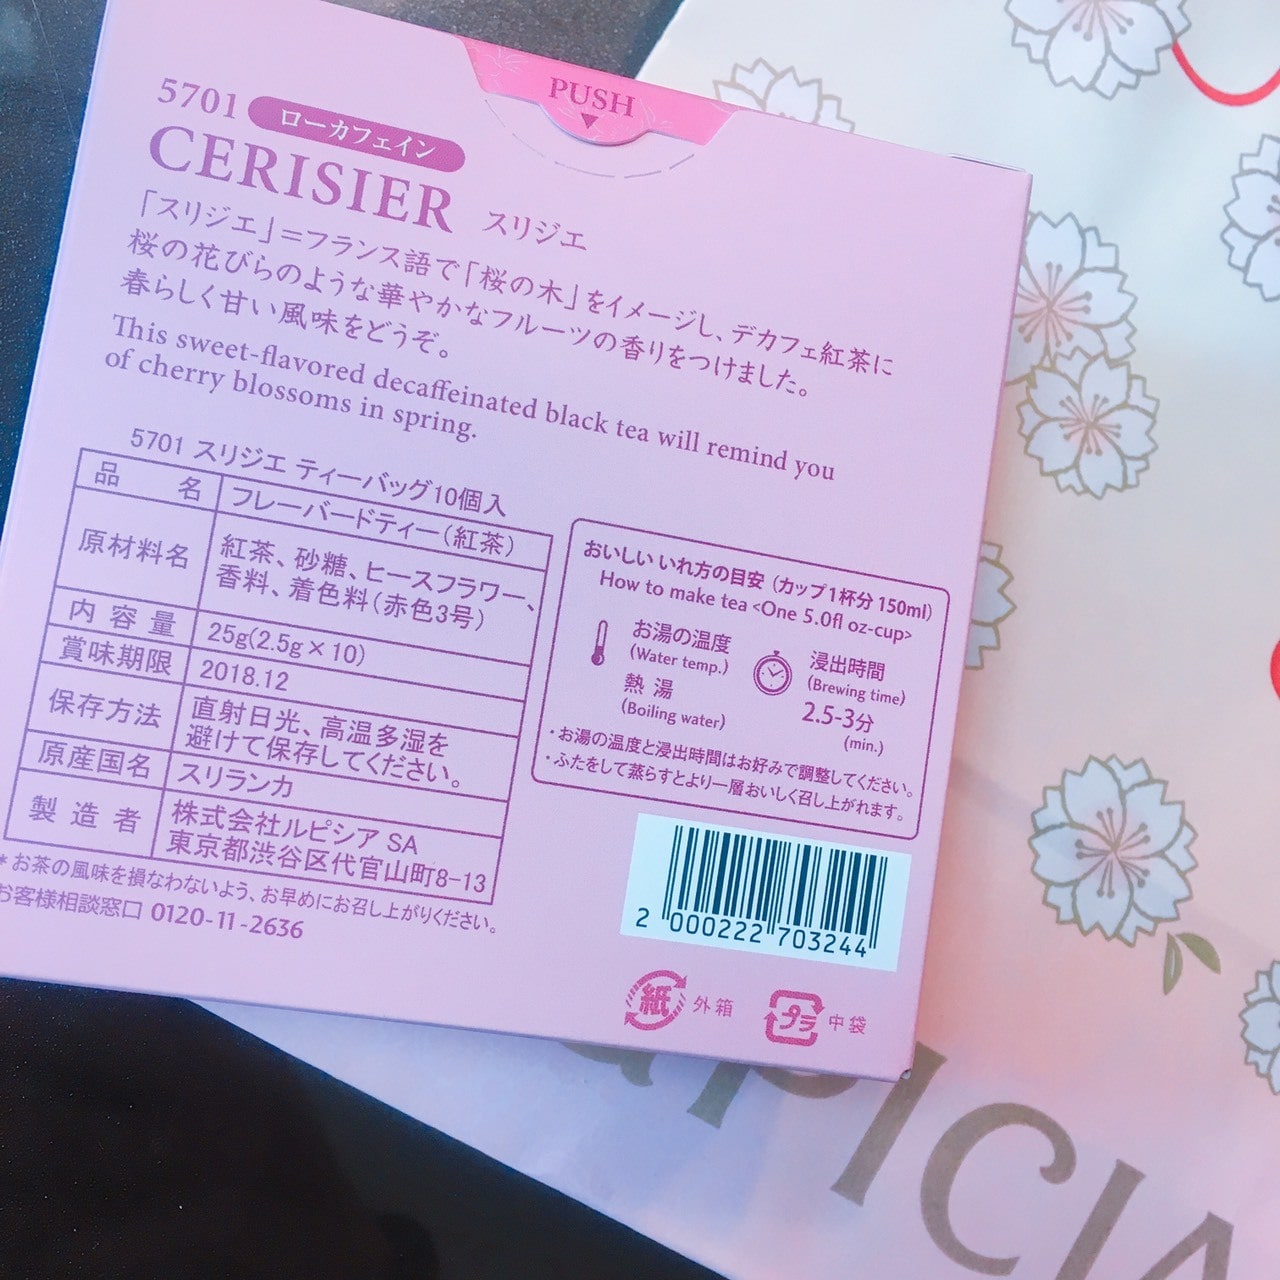 PUSH
5701 ローカフェイン
CERISIER スリジエ
「スリジエ」=フランス語で「桜の木」をイメージし、デカフェ紅茶に
桜の花びらのような華やかなフルーツの香りをつけました。
春らしく甘い風味をどうぞ。
This sweet-flavored decaffeinated black tea will remind you
of cherry blossoms in spring.
5701 スリジエ ティーバッグ10個入
品名 フレーバードティー(紅茶)
原材料名 紅茶、砂糖、ヒースフラワー、
香料、着色料(赤色3号)
内容量 25g(2.5g×10)
賞味期限 2018.12
保存方法 直射日光、高温多湿を
避けて保存してください。
原産国名 スリランカ
製造者 株式会社ルピシア SA
東京都渋谷区代官山町8-13
*お茶の風味を損なわないよう、お早めにお召し上がりください。
お客様相談窓口 0120-11-2636
おいしい いれ方の目安 (カップ1杯分 150ml)
How to make tea <One 5.0fl oz-cup>
お湯の温度
(Water temp.)
熱湯
(Boiling water)
浸出時間
(Brewing time)
2.5-3分
(min.)
・お湯の温度と浸出時間はお好みで調整してください。
・ふたをして蒸らすとより一層おいしく召し上がれます。
2 000222 703244
紙 外箱
プラ 中袋
PICIA